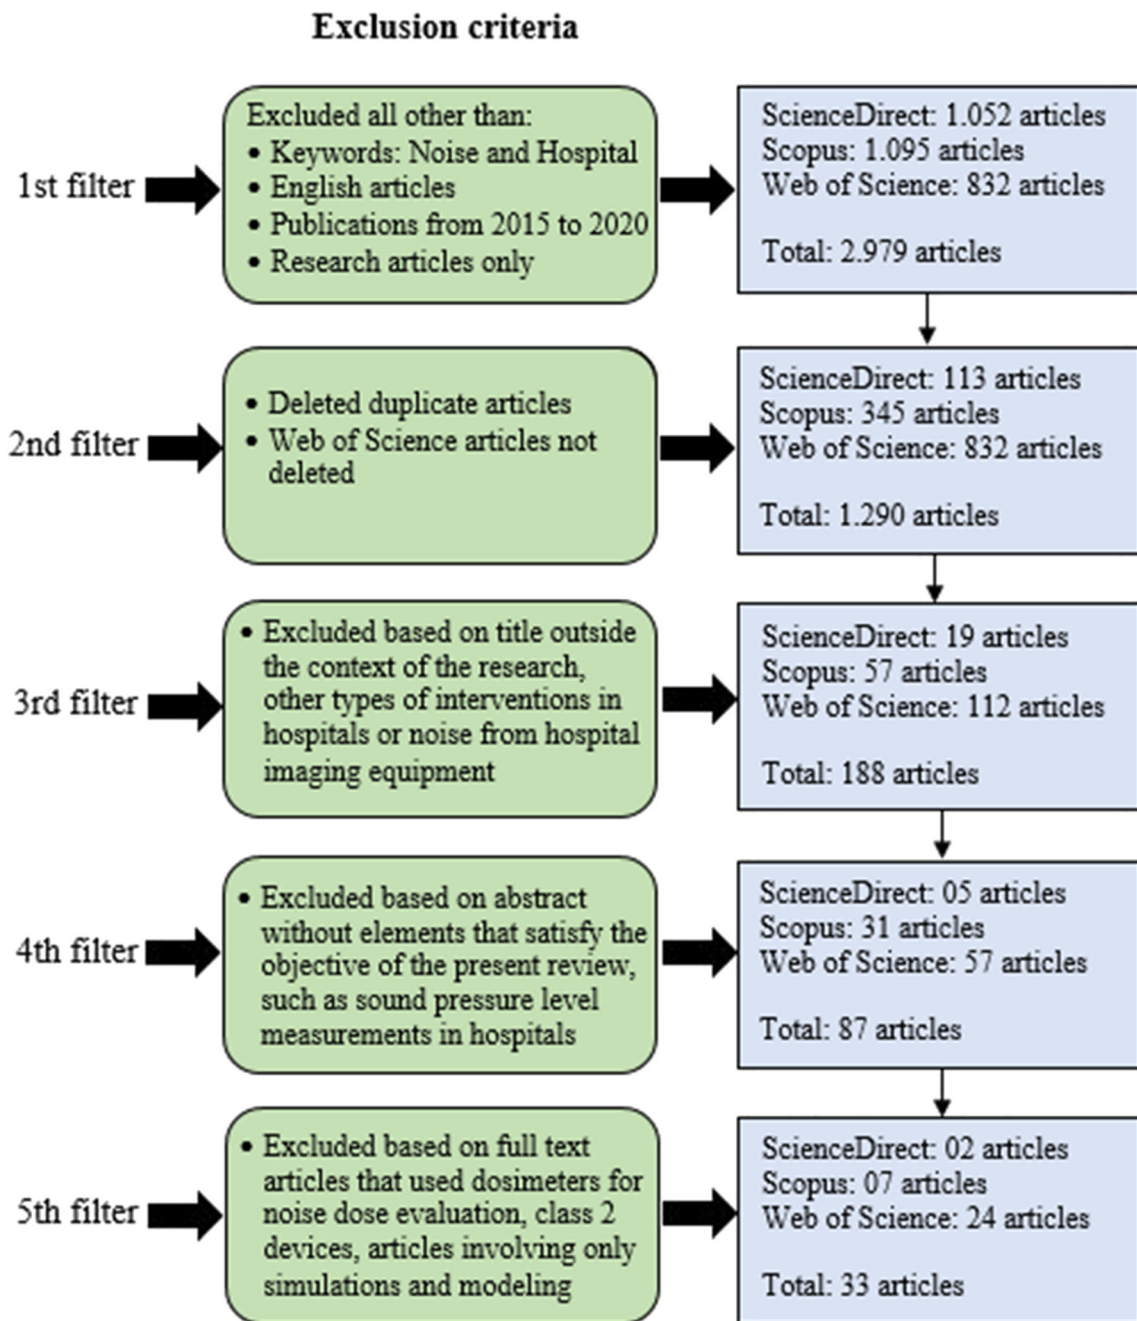 Exclusion criteria
1st filter
Excluded all other than:
• Keywords: Noise and Hospital
• English articles
• Publications from 2015 to 2020
• Research articles only
ScienceDirect: 1.052 articles
Scopus: 1.095 articles
Web of Science: 832 articles
Total: 2.979 articles
2nd filter
• Deleted duplicate articles
• Web of Science articles not
deleted
ScienceDirect: 113 articles
Scopus: 345 articles
Web of Science: 832 articles
Total: 1.290 articles
3rd filter
• Excluded based on title outside
the context of the research,
other types of interventions in
hospitals or noise from hospital
imaging equipment
ScienceDirect: 19 articles
Scopus: 57 articles
Web of Science: 112 articles
Total: 188 articles
4th filter
• Excluded based on abstract
without elements that satisfy the
objective of the present review,
such as sound pressure level
measurements in hospitals
ScienceDirect: 05 articles
Scopus: 31 articles
Web of Science: 57 articles
Total: 87 articles
5th filter
• Excluded based on full text
articles that used dosimeters for
noise dose evaluation, class 2
devices, articles involving only
simulations and modeling
ScienceDirect: 02 articles
Scopus: 07 articles
Web of Science: 24 articles
Total: 33 articles